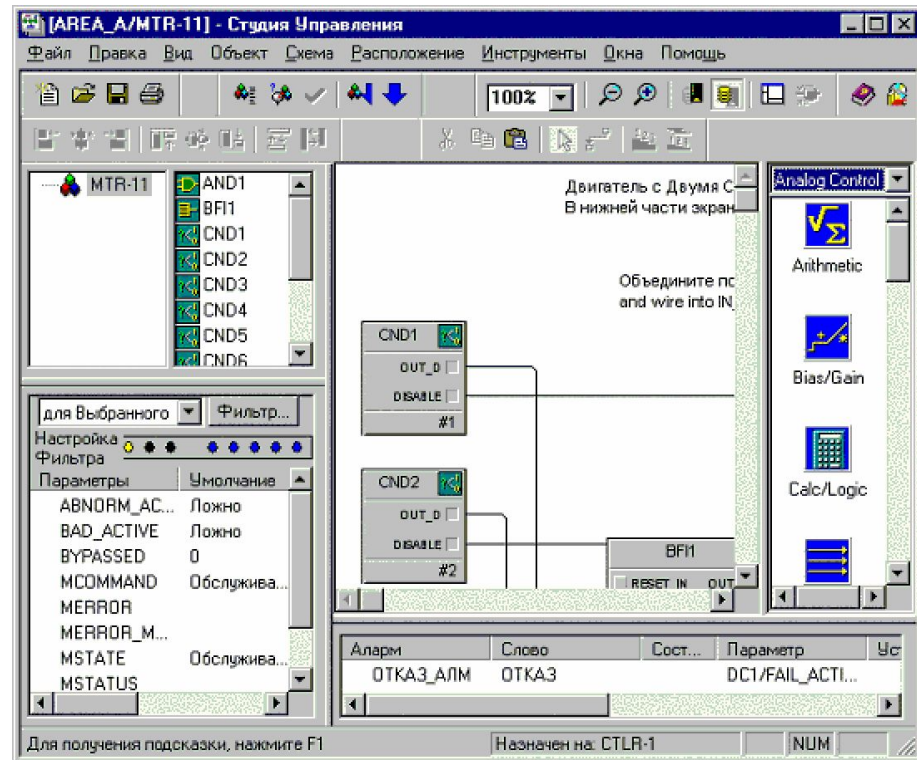 [AREA_A/MTR-11] - Студия Управления
Файл Правка Вид Объект Схема Расположение Инструменты Окна Помощь
100%
MTR-11
AND1
BFI1
CND1
CND2
CND3
CND4
CND5
CND6
для Выбранного Фильтр...
Настройка
Фильтра
Параметры Умолчание
ABNORM_AC... Ложно
BAD_ACTIVE Ложно
BYPASSED 0
MCOMMAND Обслужива...
MERROR
MERROR_M...
MSTATE Обслужива...
MSTATUS
Двигатель с Двумя С
В нижней части экран
Объедините по
and wire into IN_
CND1
OUT_D
DISABLE
#1
CND2
OUT_D
DISABLE
#2
BFI1
RESET_IN OUT
Analog Control
Arithmetic
Bias/Gain
Calc/Logic
Аларм Слово Сост... Параметр Ус
ОТКАЗ_АЛМ ОТКАЗ DC1/FAIL_ACTI...
Для получения подсказки, нажмите F1 Назначен на: CTLR-1 NUM